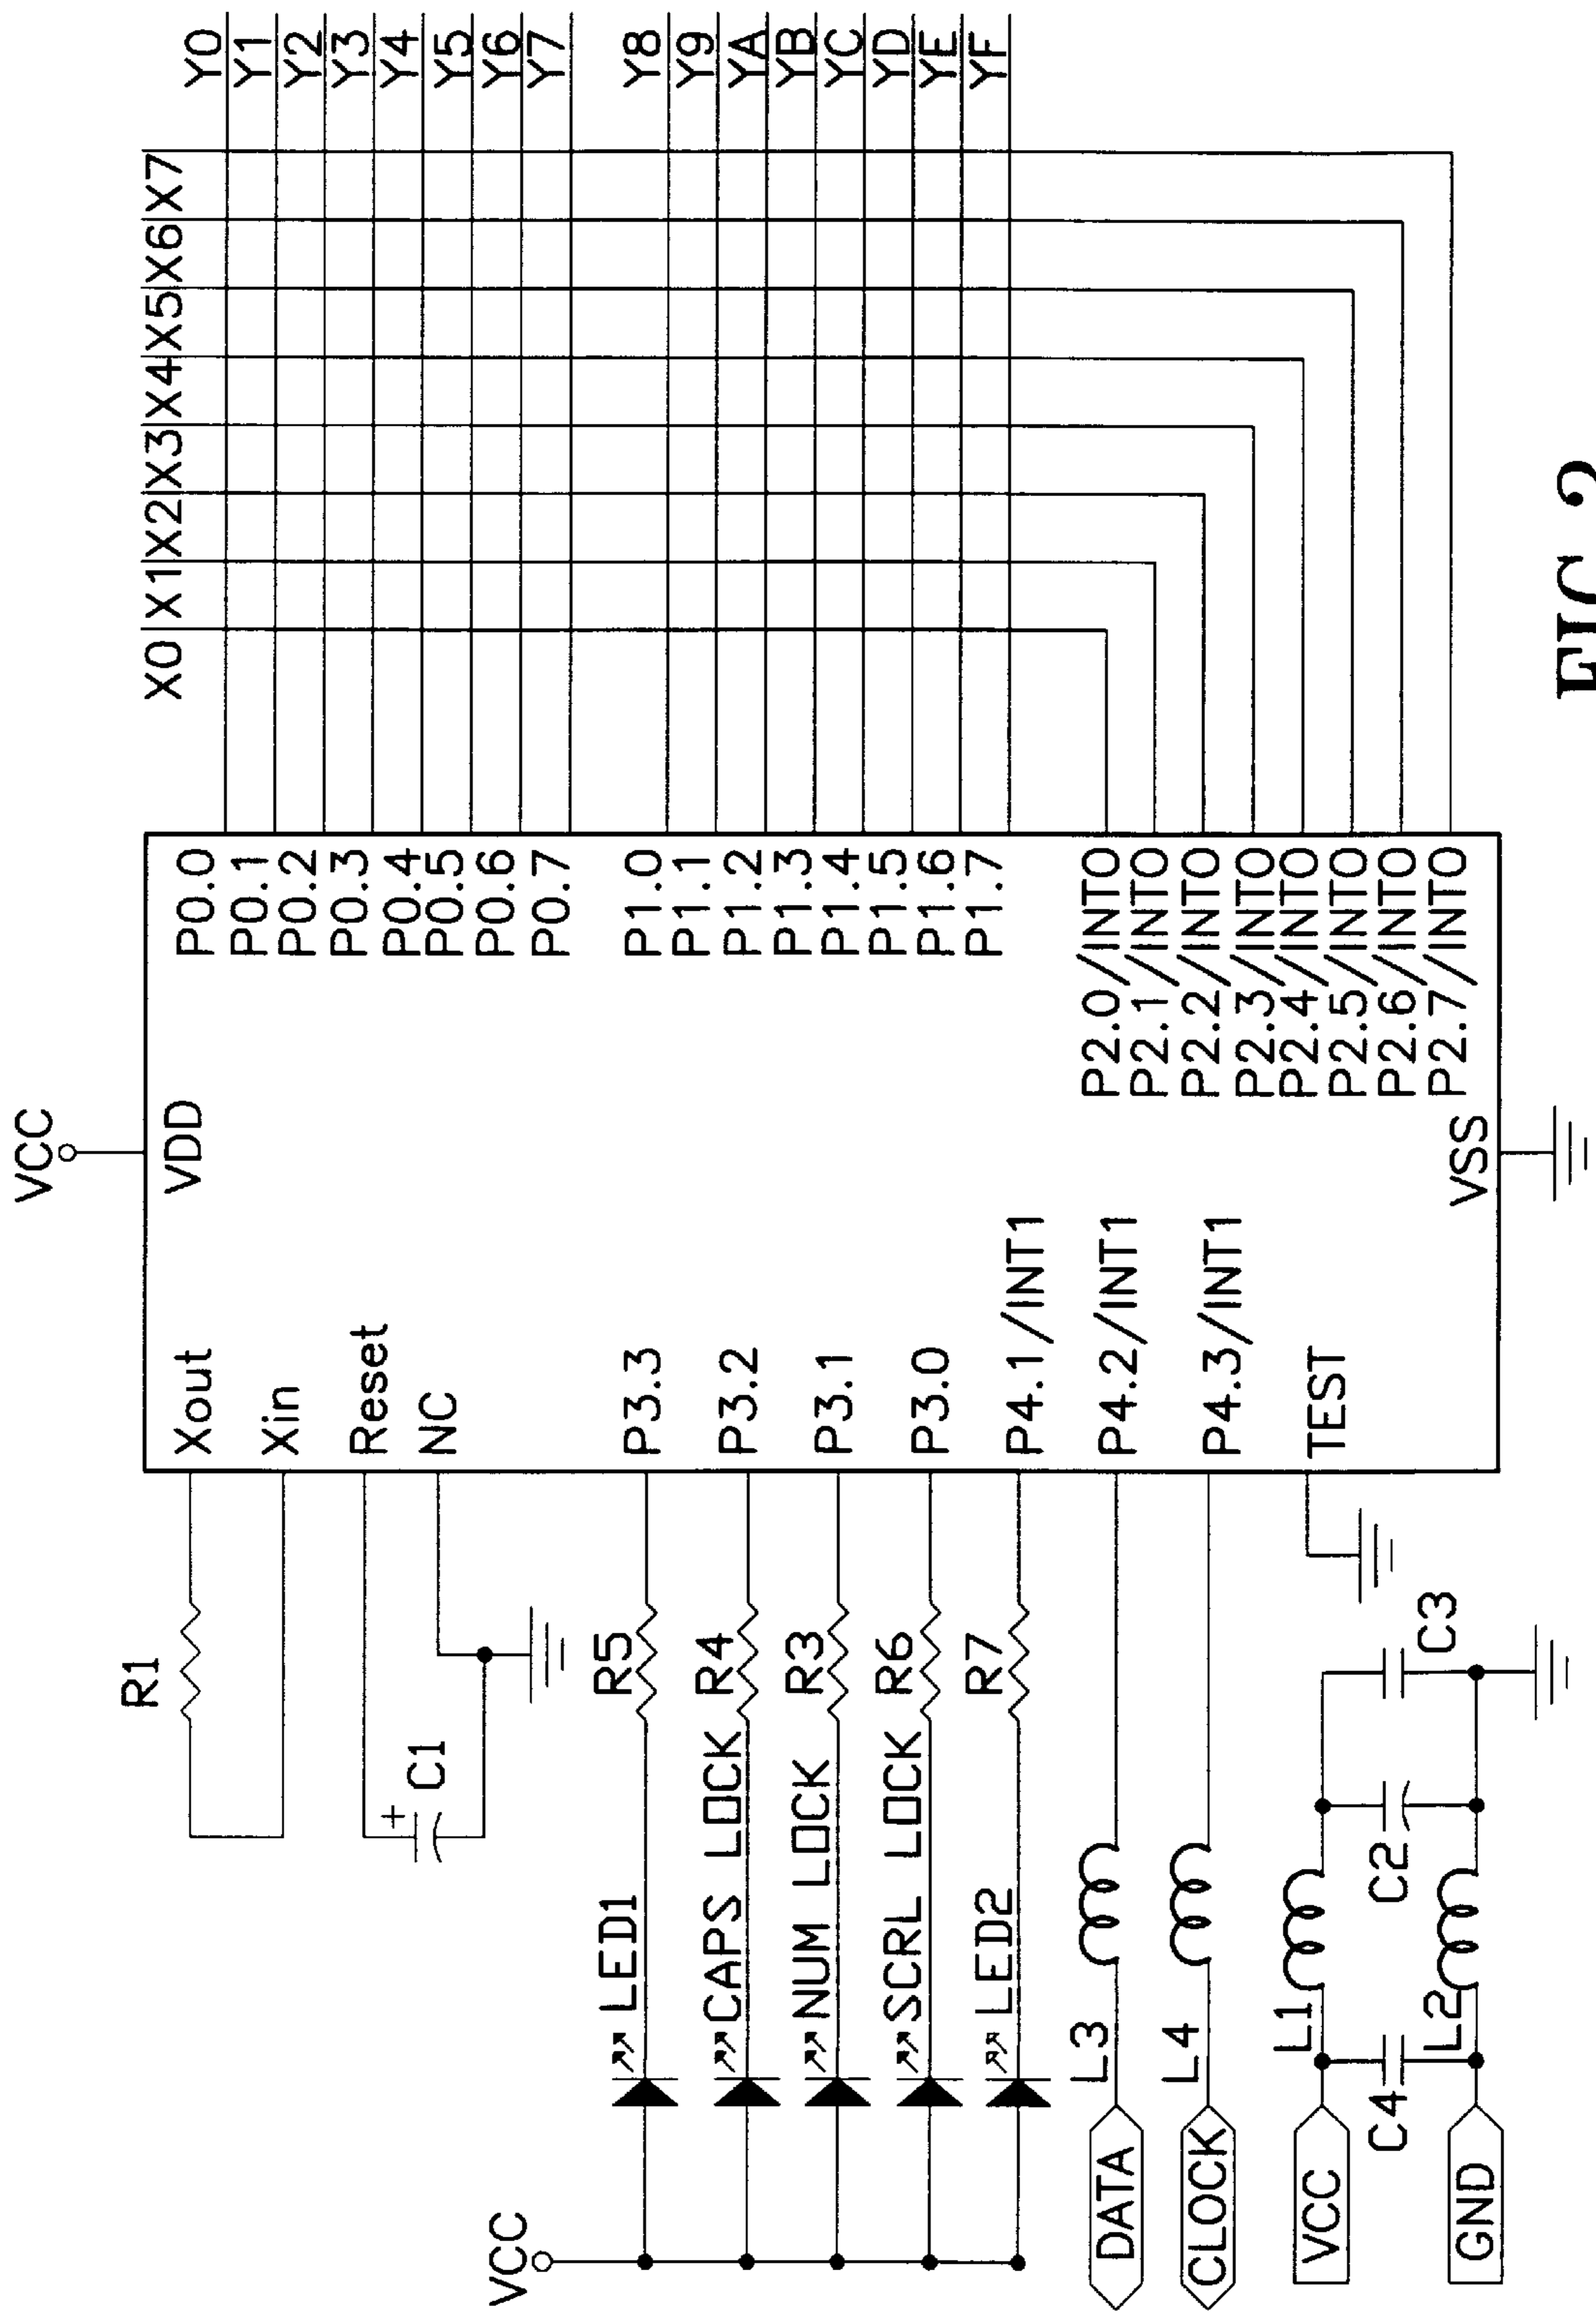 VCC
VDD
Xout
Xin
Reset
NC
P3.3
P3.2
P3.1
P3.0
P4.1/INT1
P4.2/INT1
P4.3/INT1
TEST
VSS
P0.0
P0.1
P0.2
P0.3
P0.4
P0.5
P0.6
P0.7
P1.0
P1.1
P1.2
P1.3
P1.4
P1.5
P1.6
P1.7
P2.0/INT0
P2.1/INT0
P2.2/INT0
P2.3/INT0
P2.4/INT0
P2.5/INT0
P2.6/INT0
P2.7/INT0
X0 X1 X2 X3 X4 X5 X6 X7
Y0
Y1
Y2
Y3
Y4
Y5
Y6
Y7
Y8
Y9
YA
YB
YC
YD
YE
YF
R1
+
C1
VCC
LED1 R5
CAPS LOCK R4
NUM LOCK R3
SCRL LOCK R6
LED2 R7
DATA L3
CLOCK L4
VCC L1
C4 C2 C3
GND L2
FIG